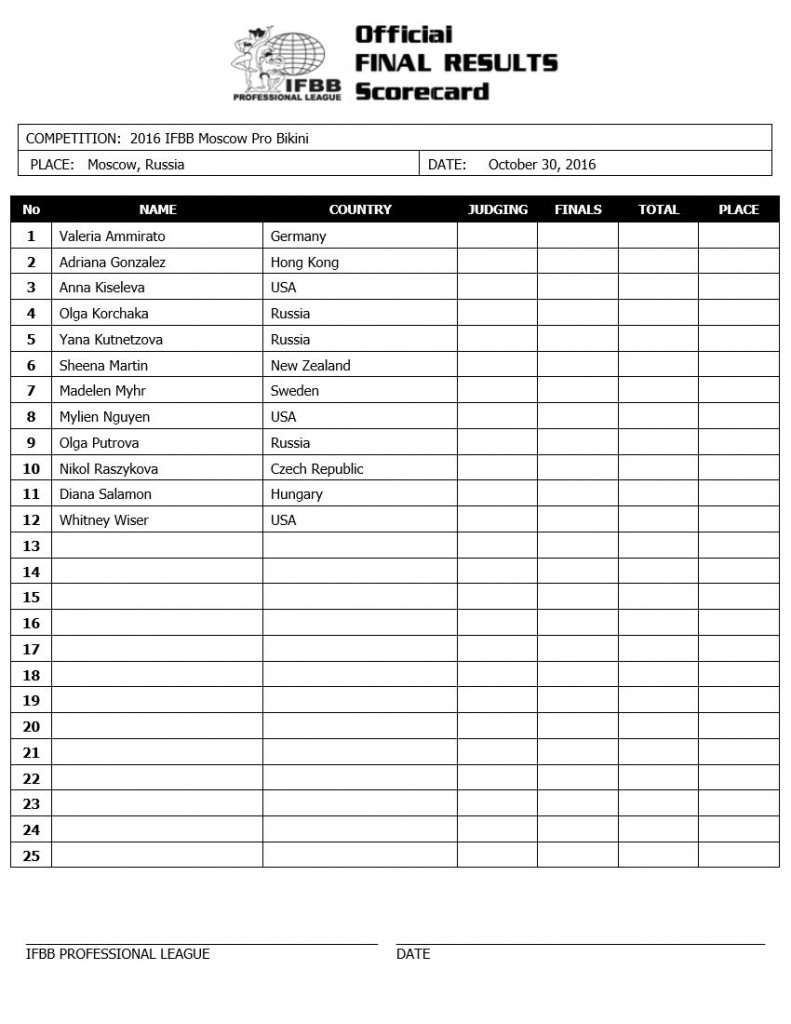 Official
FINAL RESULTS
Scorecard
IFBB
PROFESSIONAL LEAGUE
COMPETITION: 2016 IFBB Moscow Pro Bikini
PLACE: Moscow, Russia DATE: October 30, 2016
No NAME COUNTRY JUDGING FINALS TOTAL PLACE
1 Valeria Ammirato Germany
2 Adriana Gonzalez Hong Kong
3 Anna Kiseleva USA
4 Olga Korchaka Russia
5 Yana Kutnetzova Russia
6 Sheena Martin New Zealand
7 Madelen Myhr Sweden
8 Mylien Nguyen USA
9 Olga Putrova Russia
10 Nikol Raszykova Czech Republic
11 Diana Salamon Hungary
12 Whitney Wiser USA
13
14
15
16
17
18
19
20
21
22
23
24
25
IFBB PROFESSIONAL LEAGUE DATE